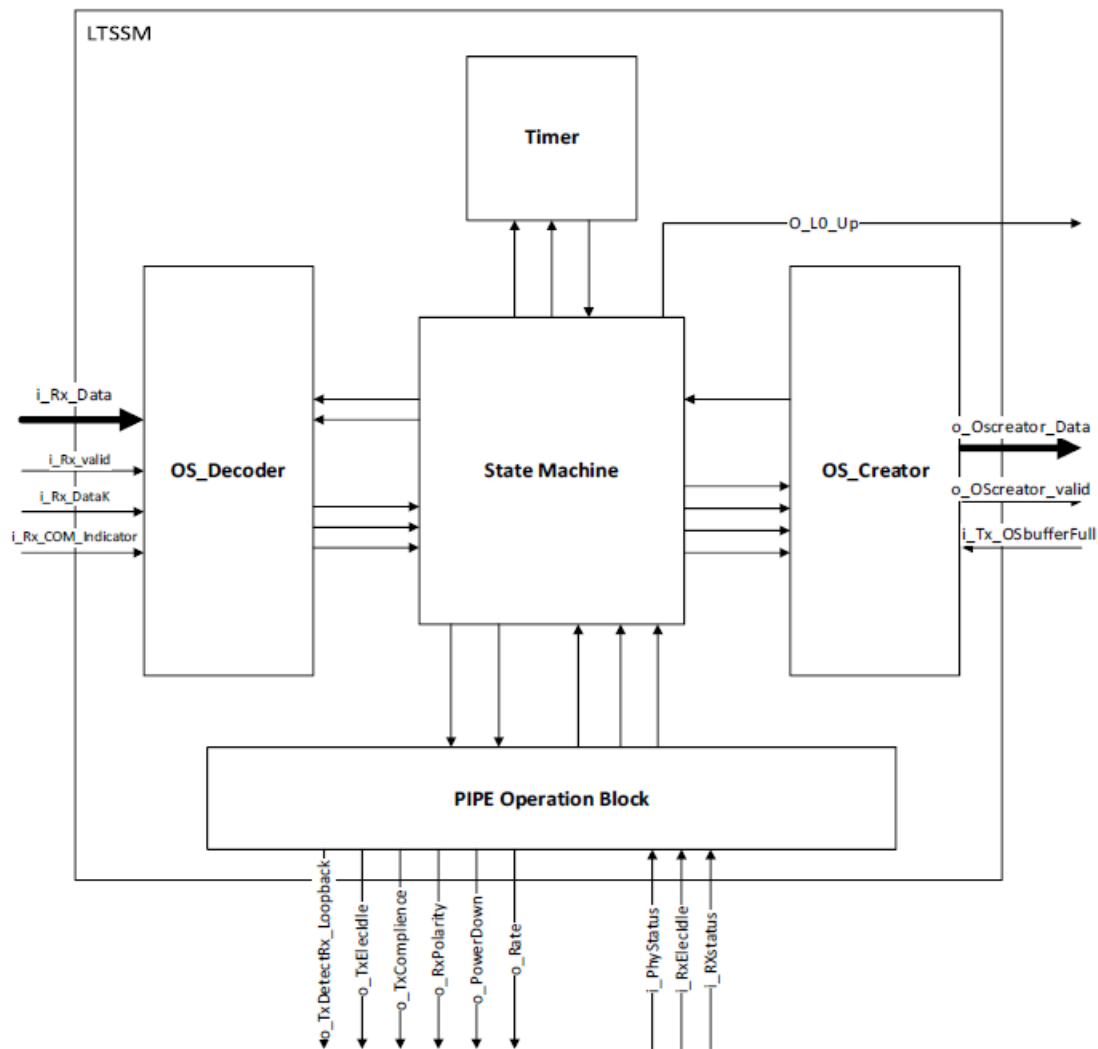 LTSSM
Timer
O_L0_Up
i_Rx_Data
o_Oscreator_Data
OS_Decoder
State Machine
OS_Creator
i_Rx_valid
o_OScreator_valid
i_Rx_DataK
i_Rx_COM_Indicator
i_Tx_OSbufferFull
PIPE Operation Block
o_TxDetectRx_Loopback
o_TxElecIdle
o_TxComplience
o_RxPolarity
o_PowerDown
o_Rate
i_PhyStatus
i_RxElecIdle
i_RXstatus